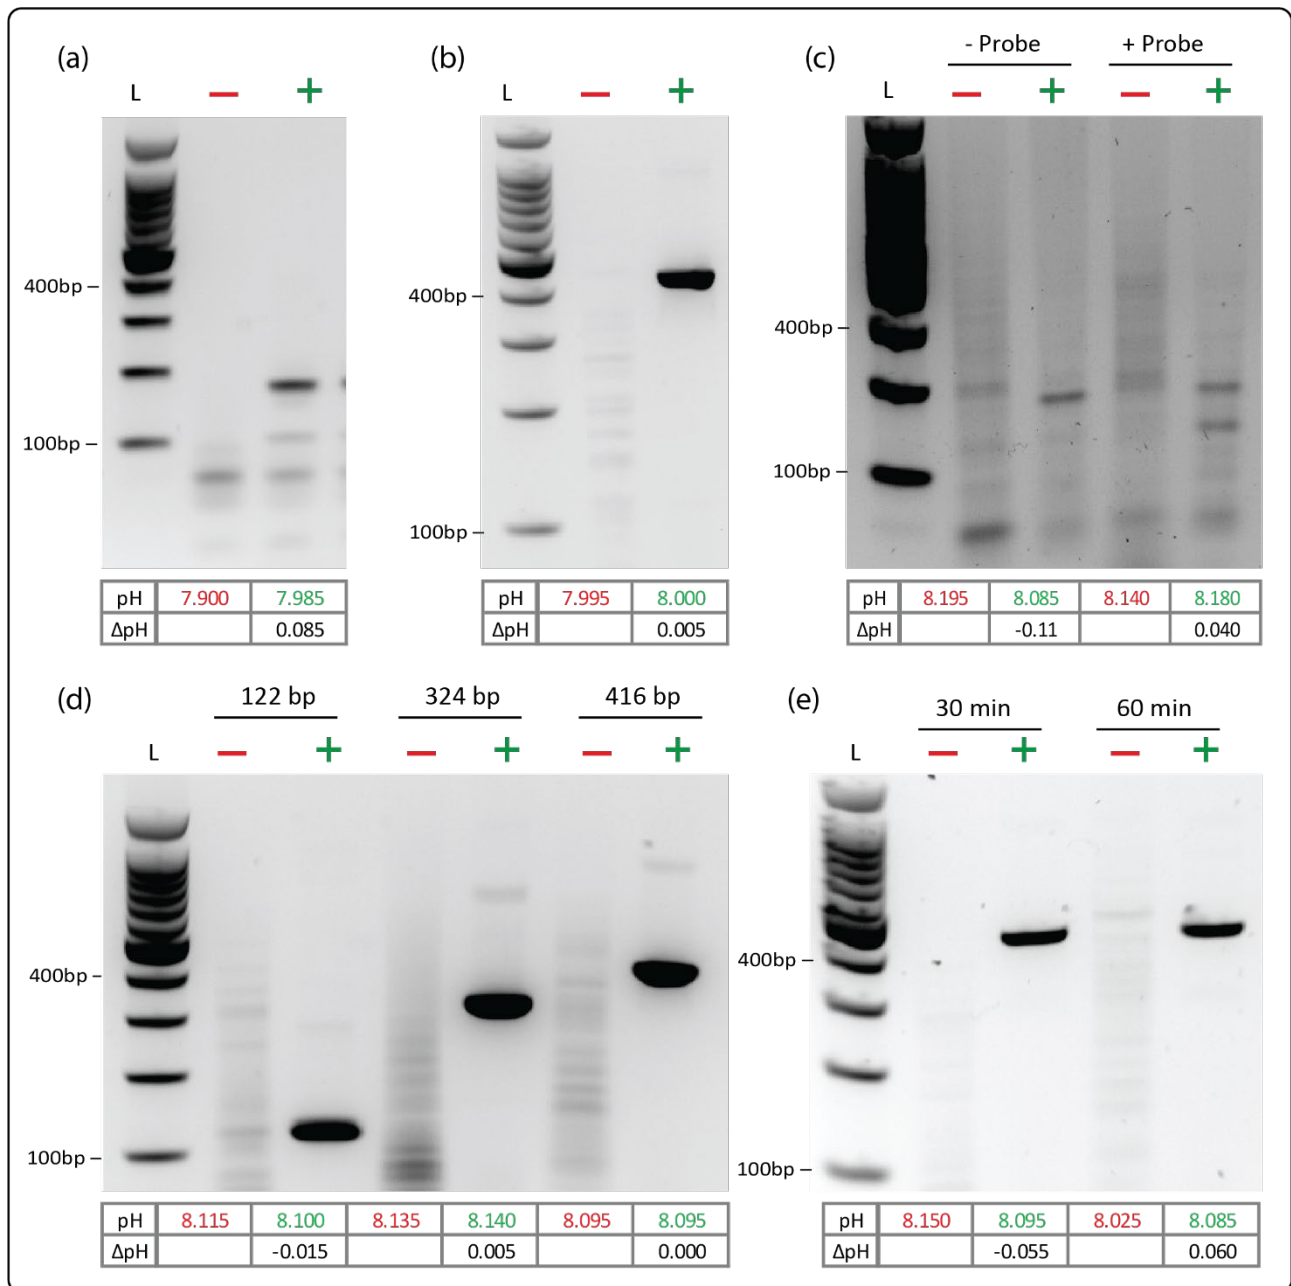 (a)
L − +
400bp
100bp
pH 7.900 7.985
ΔpH 0.085
(b)
L − +
400bp
100bp
pH 7.995 8.000
ΔpH 0.005
(c)
- Probe + Probe
L − + − +
400bp
100bp
pH 8.195 8.085 8.140 8.180
ΔpH -0.11 0.040
(d)
122 bp 324 bp 416 bp
L − + − + − +
400bp
100bp
pH 8.115 8.100 8.135 8.140 8.095 8.095
ΔpH -0.015 0.005 0.000
(e)
30 min 60 min
L − + − +
400bp
100bp
pH 8.150 8.095 8.025 8.085
ΔpH -0.055 0.060